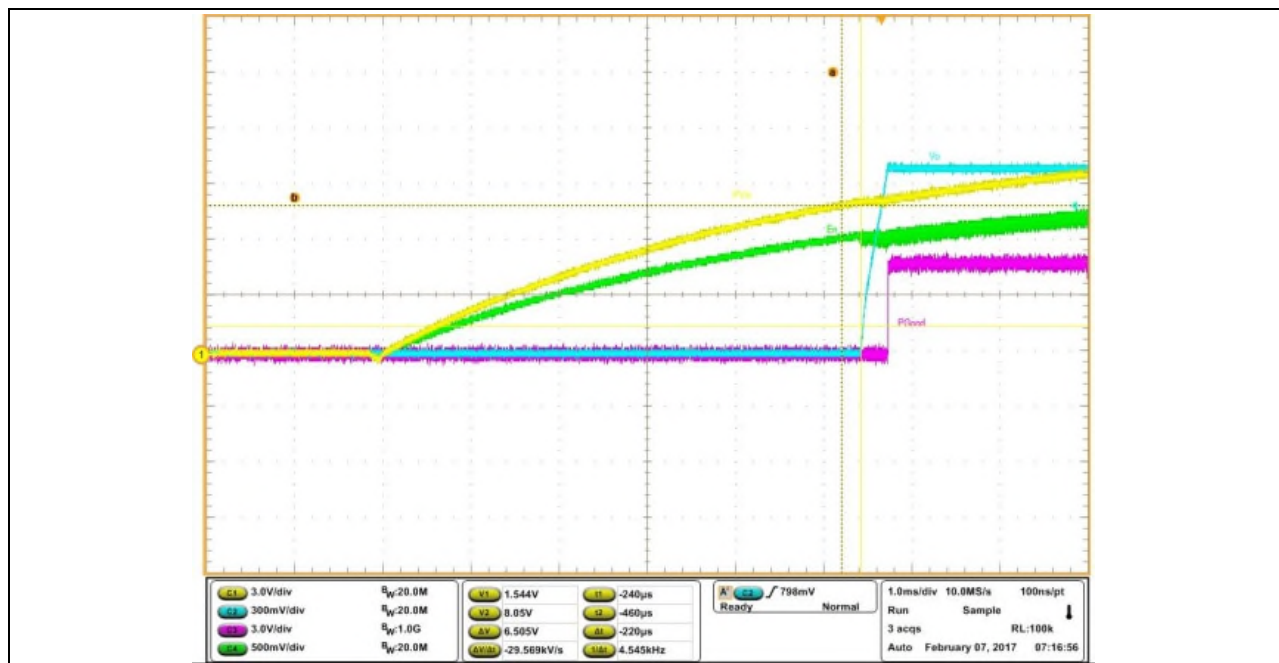 a
Vo
b
PVin
En
1
PGood
C1 3.0V/div BW:20.0M
C2 300mV/div BW:20.0M
C3 3.0V/div BW:1.0G
C4 500mV/div BW:20.0M
V1 1.544V t1 -240µs
V2 8.05V t2 -460µs
ΔV 6.505V Δt -220µs
ΔV/Δt -29.569kV/s 1/Δt 4.545kHz
A' C2 798mV
Ready Normal
1.0ms/div 10.0MS/s 100ns/pt
Run Sample
3 acqs RL:100k
Auto February 07, 2017 07:16:56